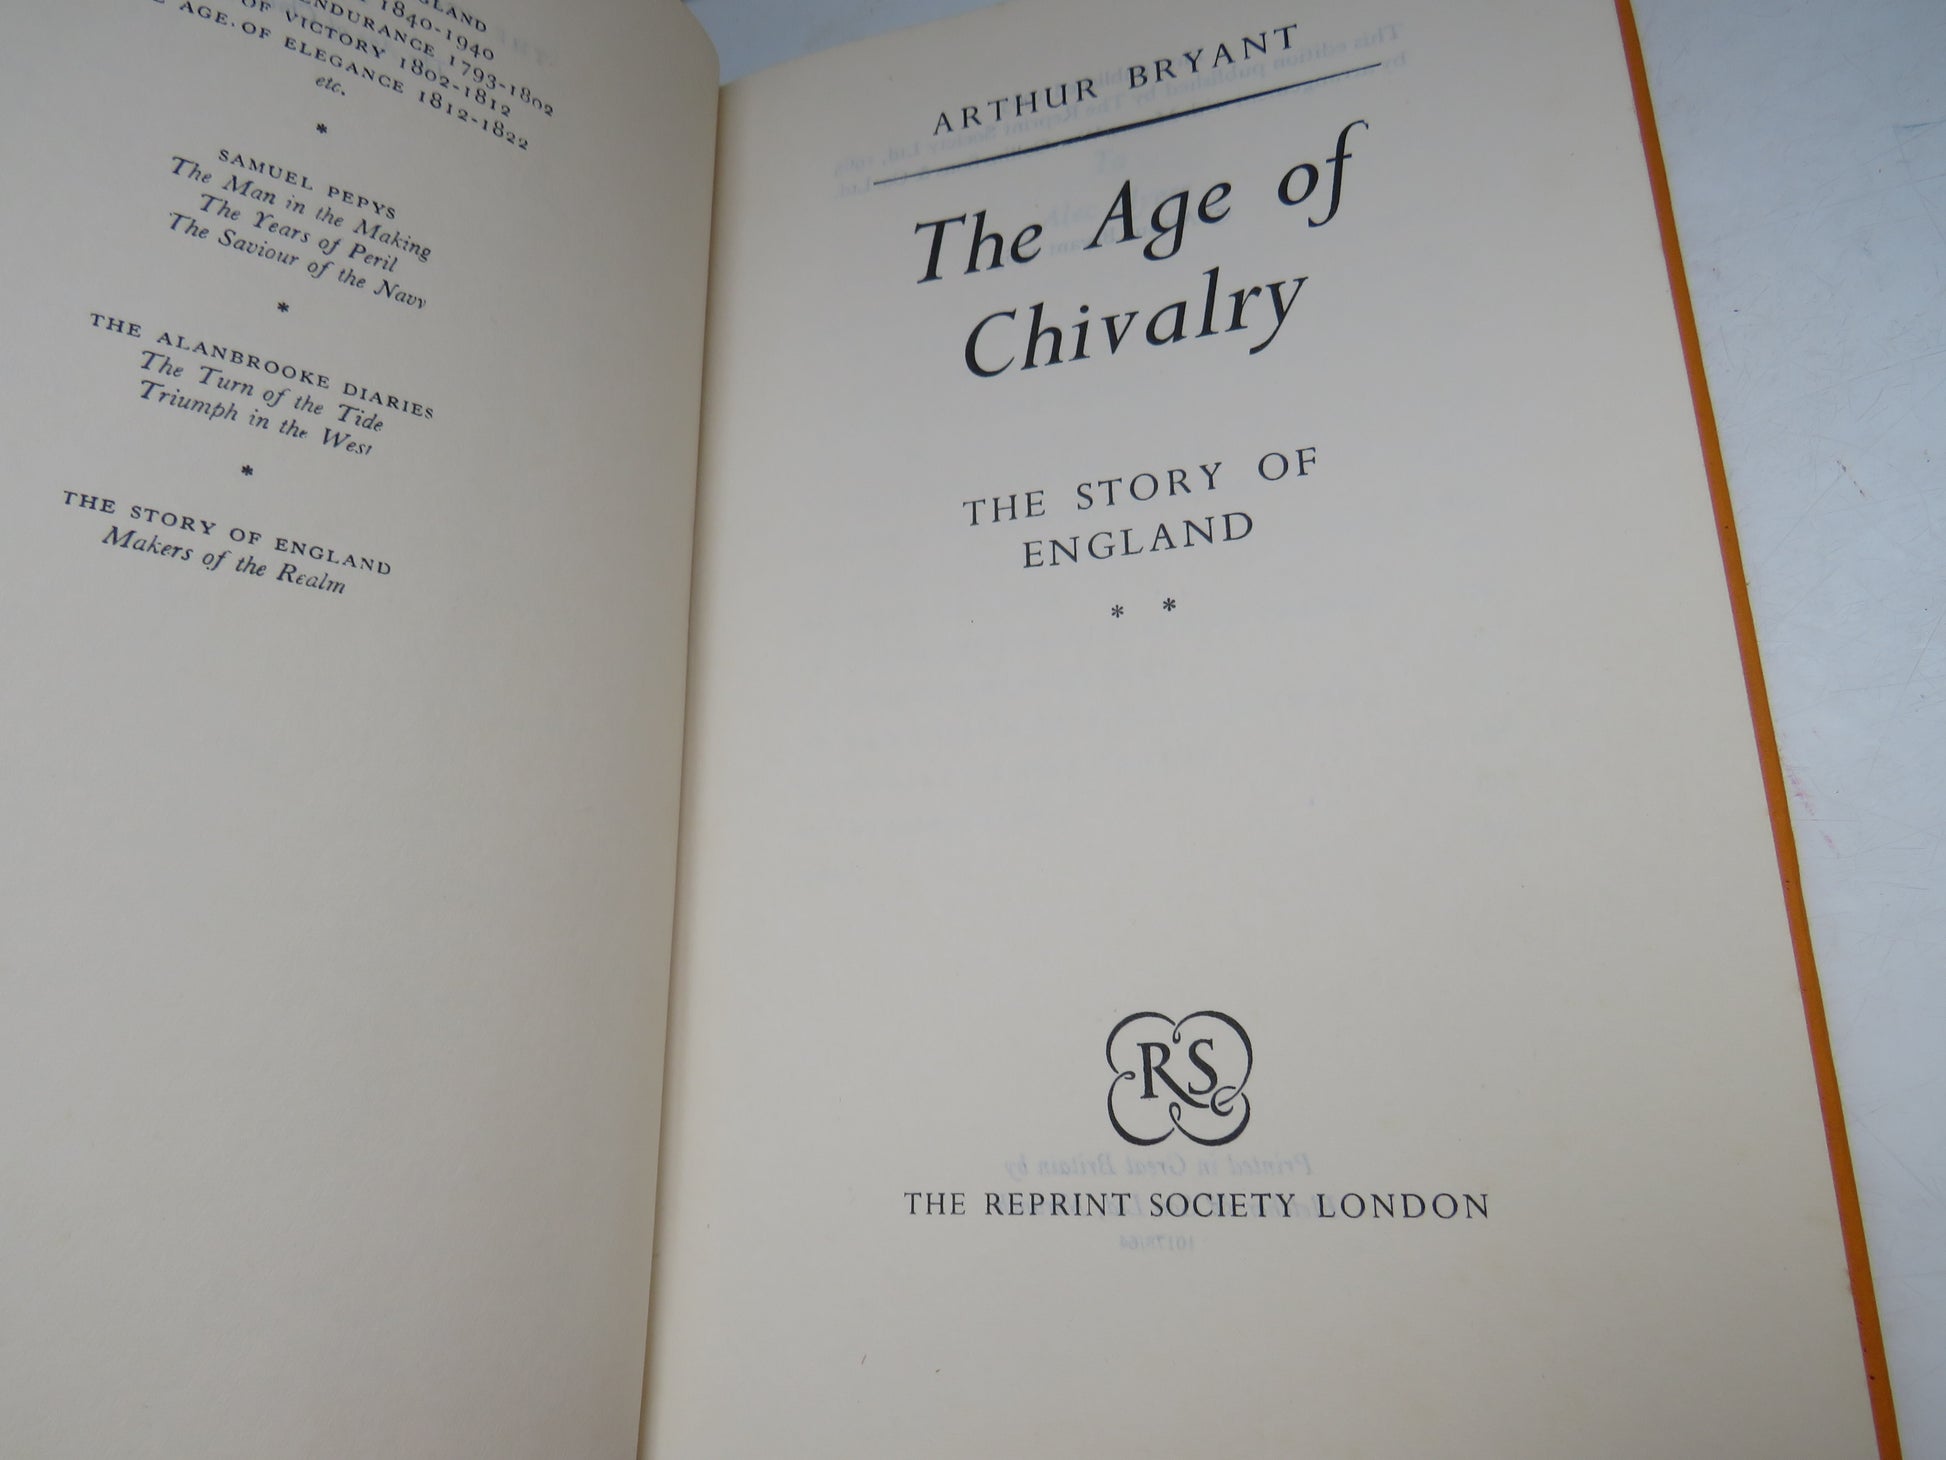 GLAND
1840-1940
ENDURANCE 1793-1802
OF VICTORY 1802-1812
AGE OF ELEGANCE 1812-1822
etc.
*
SAMUEL PEPYS
The Man in the Making
The Years of Peril
The Saviour of the Navy
*
THE ALANBROOKE DIARIES
The Turn of the Tide
Triumph in the West
*
THE STORY OF ENGLAND
Makers of the Realm
ARTHUR BRYANT
The Age of
Chivalry
THE STORY OF
ENGLAND
* *
RS
THE REPRINT SOCIETY LONDON